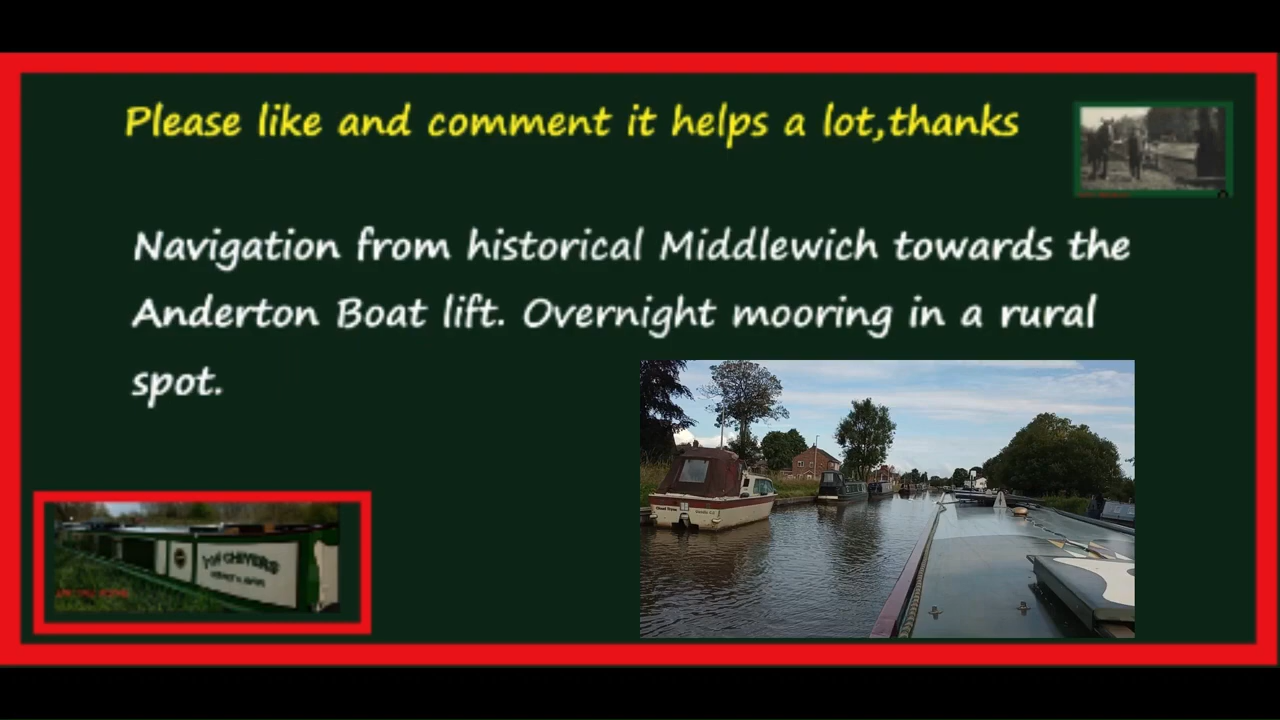 Please like and comment it helps a lot,thanks
Navigation from historical Middlewich towards the
Anderton Boat lift. Overnight mooring in a rural
spot.
CHIVERS